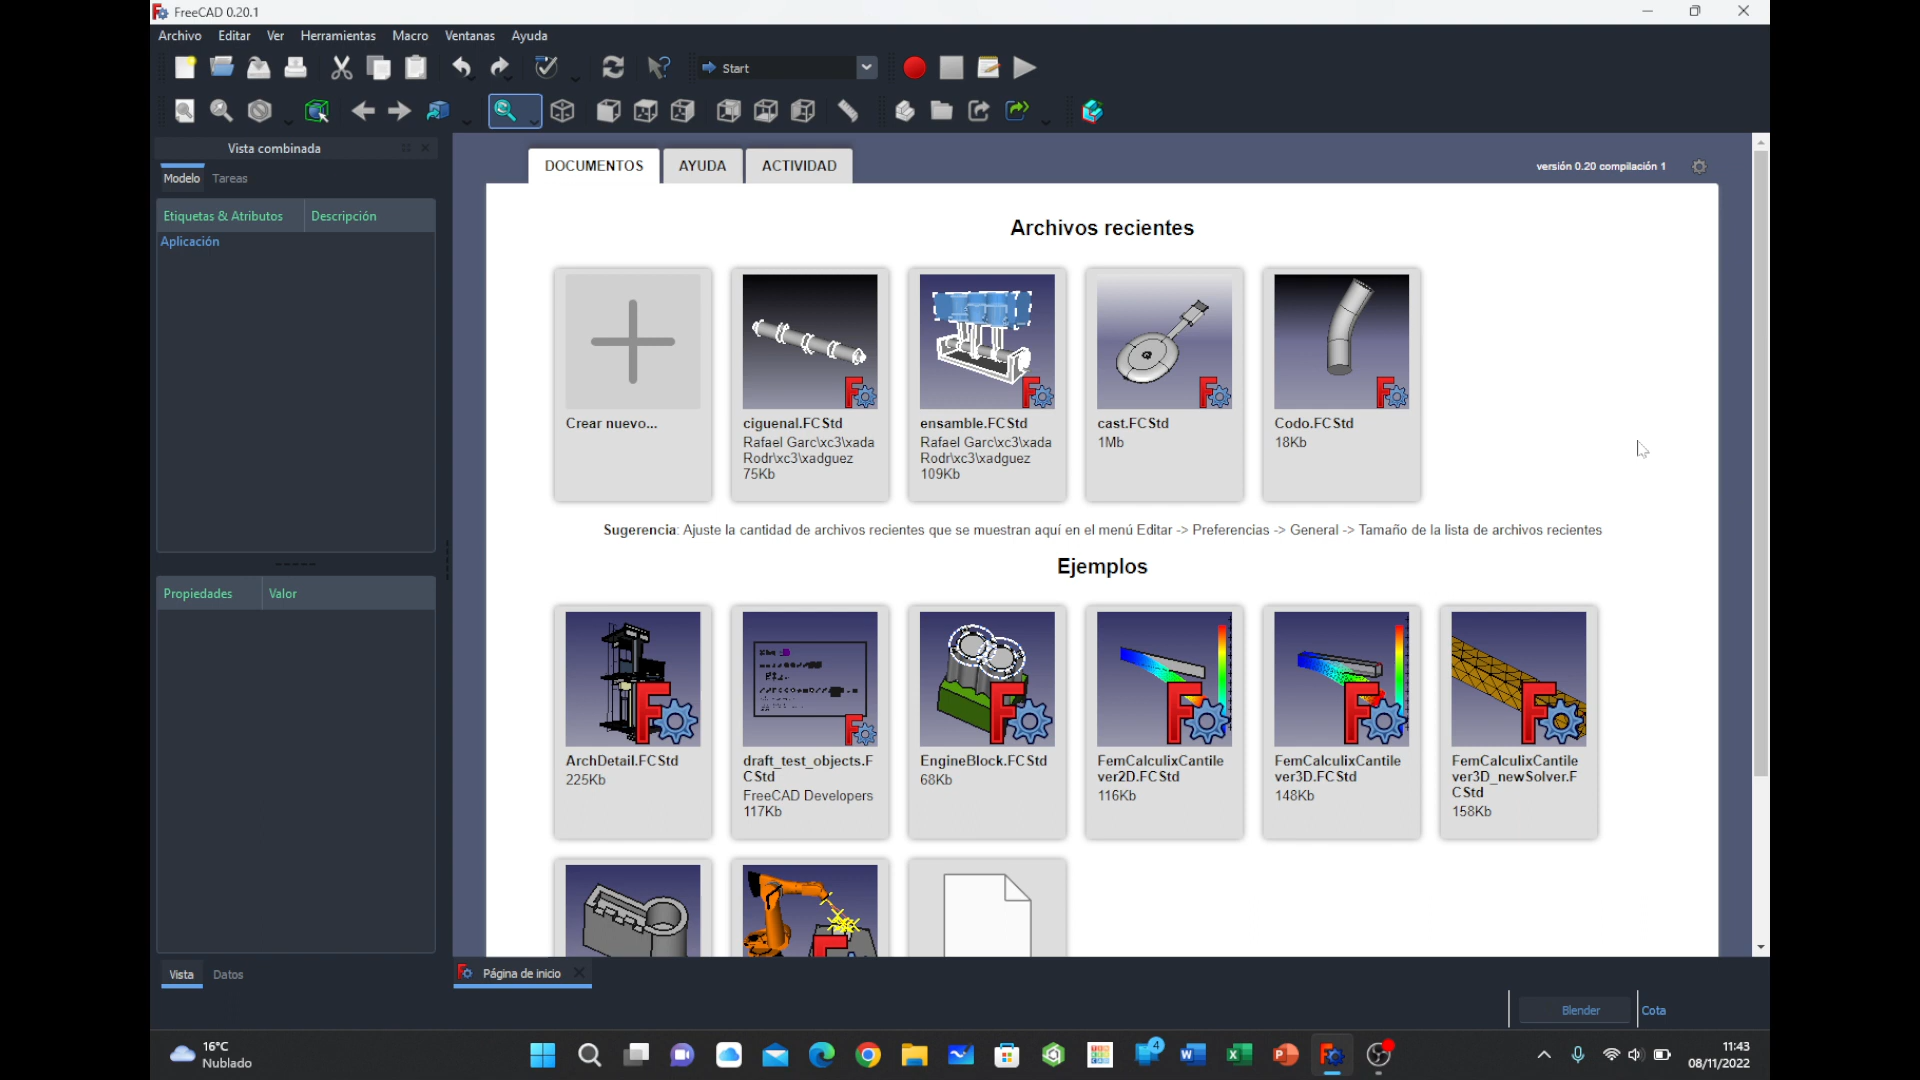 FreeCAD 0.20.1
Archivo Editar Ver Herramientas Macro Ventanas Ayuda
Start
Vista combinada
Modelo Tareas
Etiquetas & Atributos Descripción
Aplicación
Propiedades Valor
Vista Datos
DOCUMENTOS AYUDA ACTIVIDAD
versión 0.20 compilación 1
Archivos recientes
Crear nuevo...
ciguenal.FCStd
Rafael Garc\xc3\xada
Rodr\xc3\xadguez
75Kb
ensamble.FCStd
Rafael Garc\xc3\xada
Rodr\xc3\xadguez
109Kb
cast.FCStd
1Mb
Codo.FCStd
18Kb
Sugerencia: Ajuste la cantidad de archivos recientes que se muestran aquí en el menú Editar -> Preferencias -> General -> Tamaño de la lista de archivos recientes
Ejemplos
ArchDetail.FCStd
225Kb
draft_test_objects.F
CStd
FreeCAD Developers
117Kb
EngineBlock.FCStd
68Kb
FemCalculixCantile
ver2D.FCStd
116Kb
FemCalculixCantile
ver3D.FCStd
148Kb
FemCalculixCantile
ver3D_newSolver.F
CStd
158Kb
Página de inicio
Blender
Cota
16°C
Nublado
4
11:43
08/11/2022